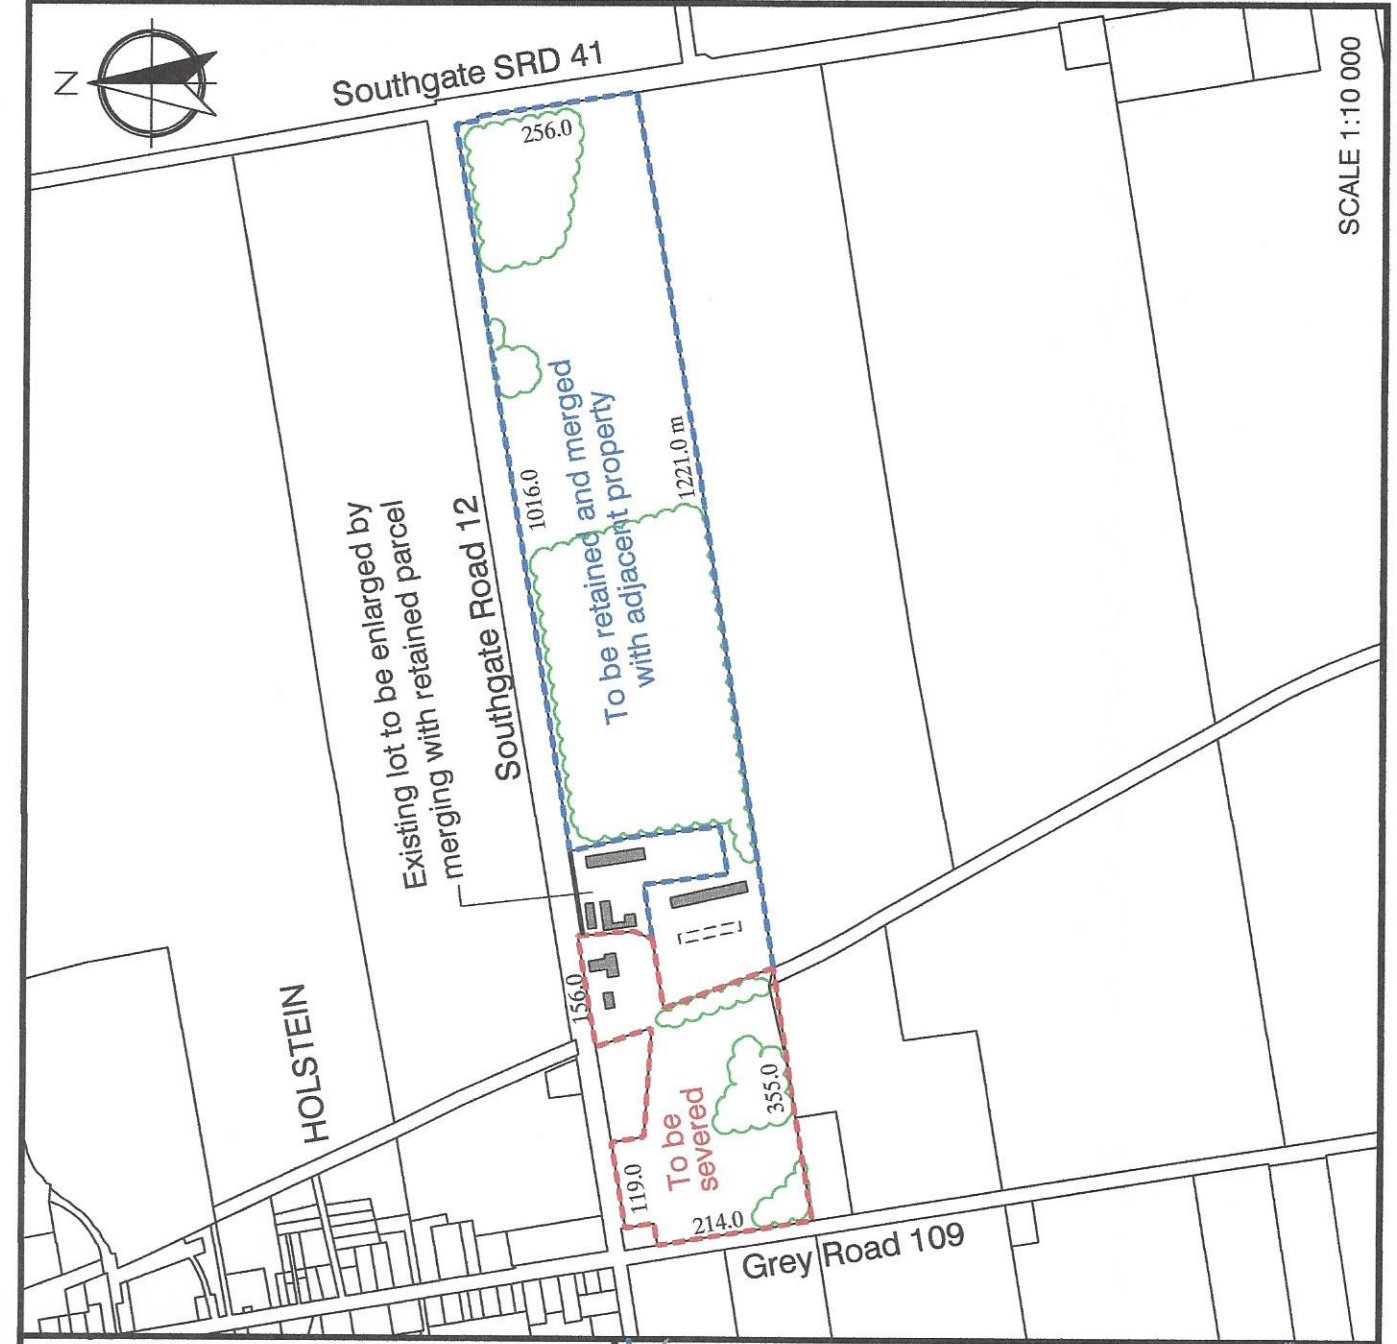 N
Southgate SRD 41
SCALE 1:10 000
256.0
1016.0
1221.0 m
To be retained and merged
with adjacent property
Existing lot to be enlarged by
merging with retained parcel
Southgate Road 12
HOLSTEIN
156.0
355.0
To be
severed
119.0
214.0
Grey Road 109